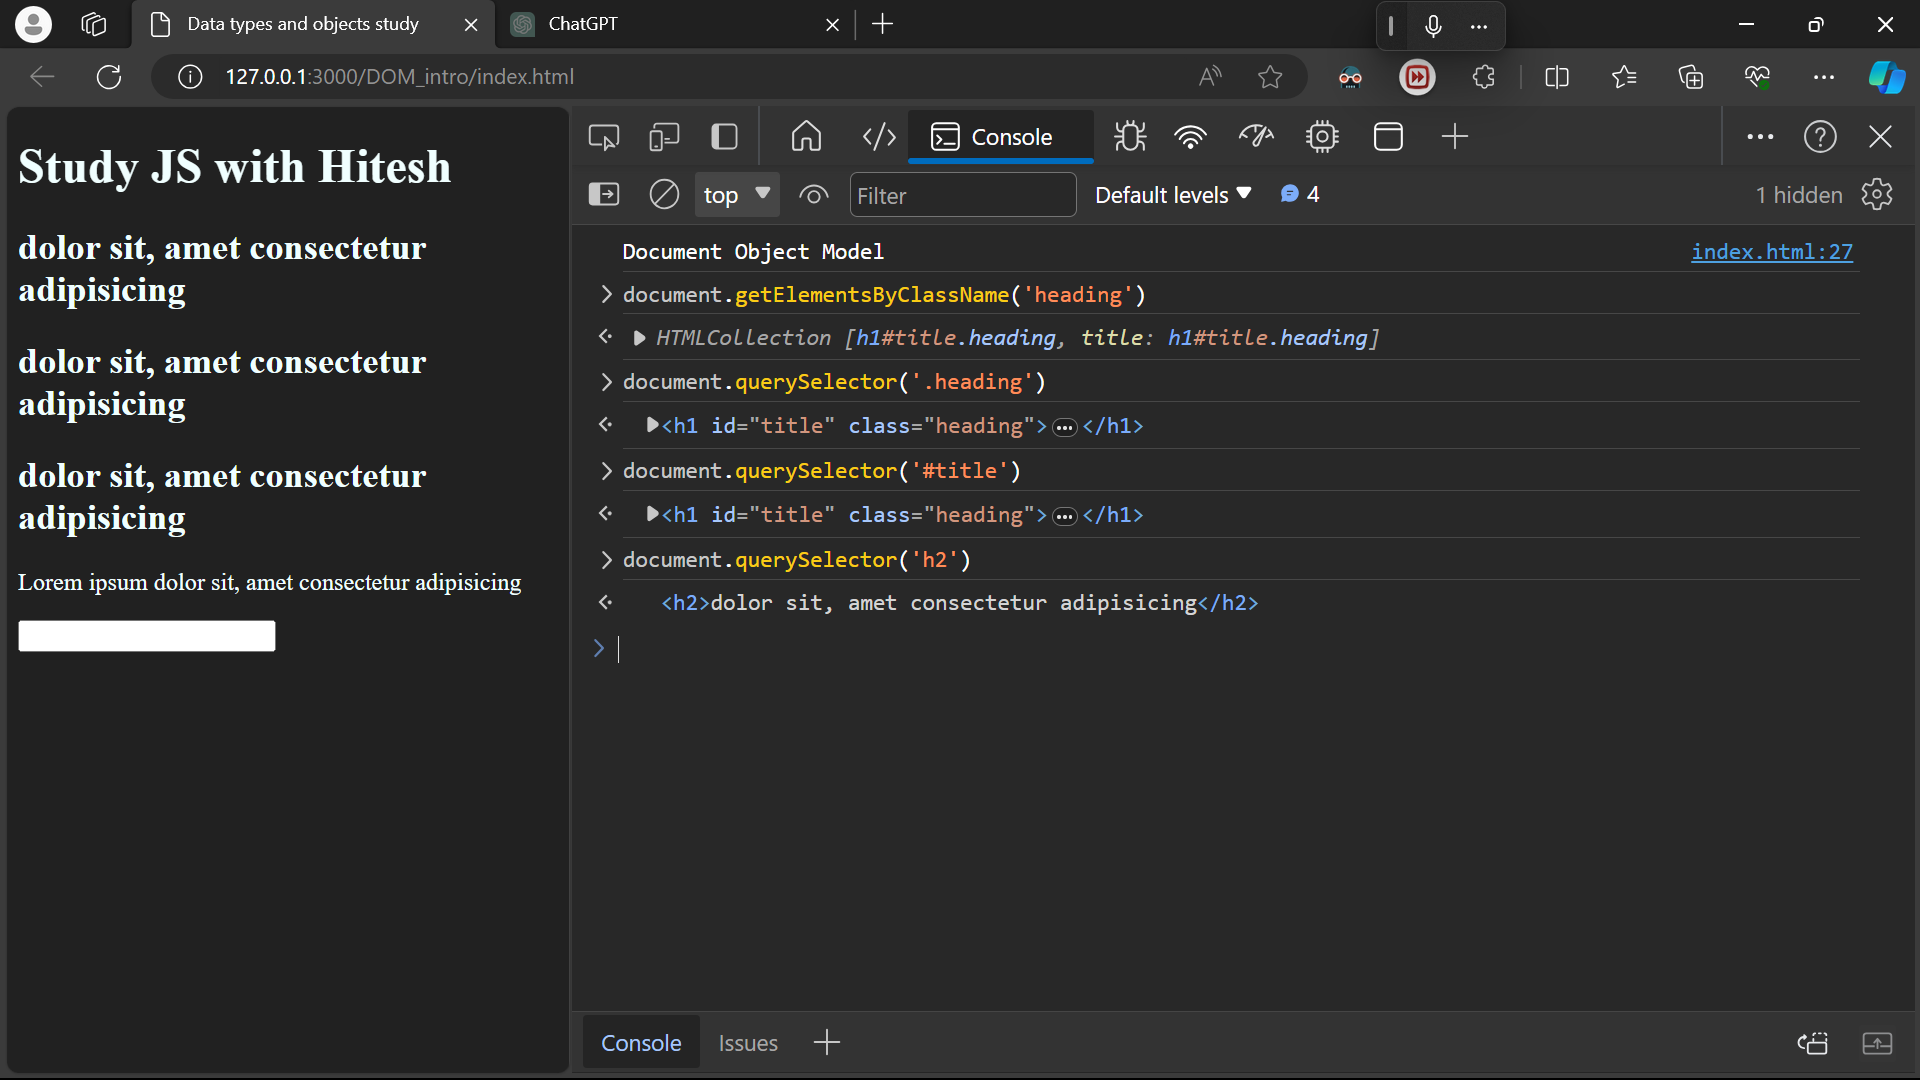 Data types and objects study
ChatGPT
127.0.0.1:3000/DOM_intro/index.html
Study JS with Hitesh
dolor sit, amet consectetur
adipisicing
dolor sit, amet consectetur
adipisicing
dolor sit, amet consectetur
adipisicing
Lorem ipsum dolor sit, amet consectetur adipisicing
Console
top
Filter
Default levels
4
1 hidden
Document Object Model index.html:27
document.getElementsByClassName('heading')
HTMLCollection [h1#title.heading, title: h1#title.heading]
document.querySelector('.heading')
<h1 id="title" class="heading">…</h1>
document.querySelector('#title')
<h1 id="title" class="heading">…</h1>
document.querySelector('h2')
<h2>dolor sit, amet consectetur adipisicing</h2>
Console
Issues